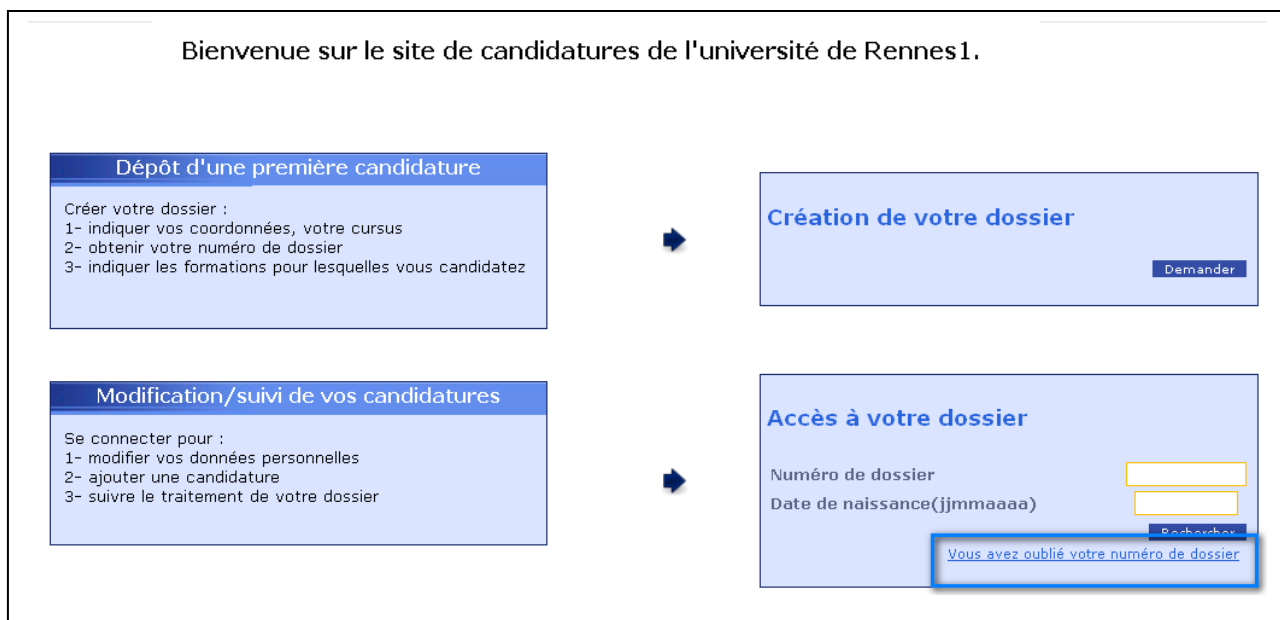 Bienvenue sur le site de candidatures de l'université de Rennes1.
Dépôt d'une première candidature
Créer votre dossier :
1- indiquer vos coordonnées, votre cursus
2- obtenir votre numéro de dossier
3- indiquer les formations pour lesquelles vous candidatez
Création de votre dossier
Demander
Modification/suivi de vos candidatures
Se connecter pour :
1- modifier vos données personnelles
2- ajouter une candidature
3- suivre le traitement de votre dossier
Accès à votre dossier
Numéro de dossier
Date de naissance(jjmmaaaa)
Rechercher
Vous avez oublié votre numéro de dossier